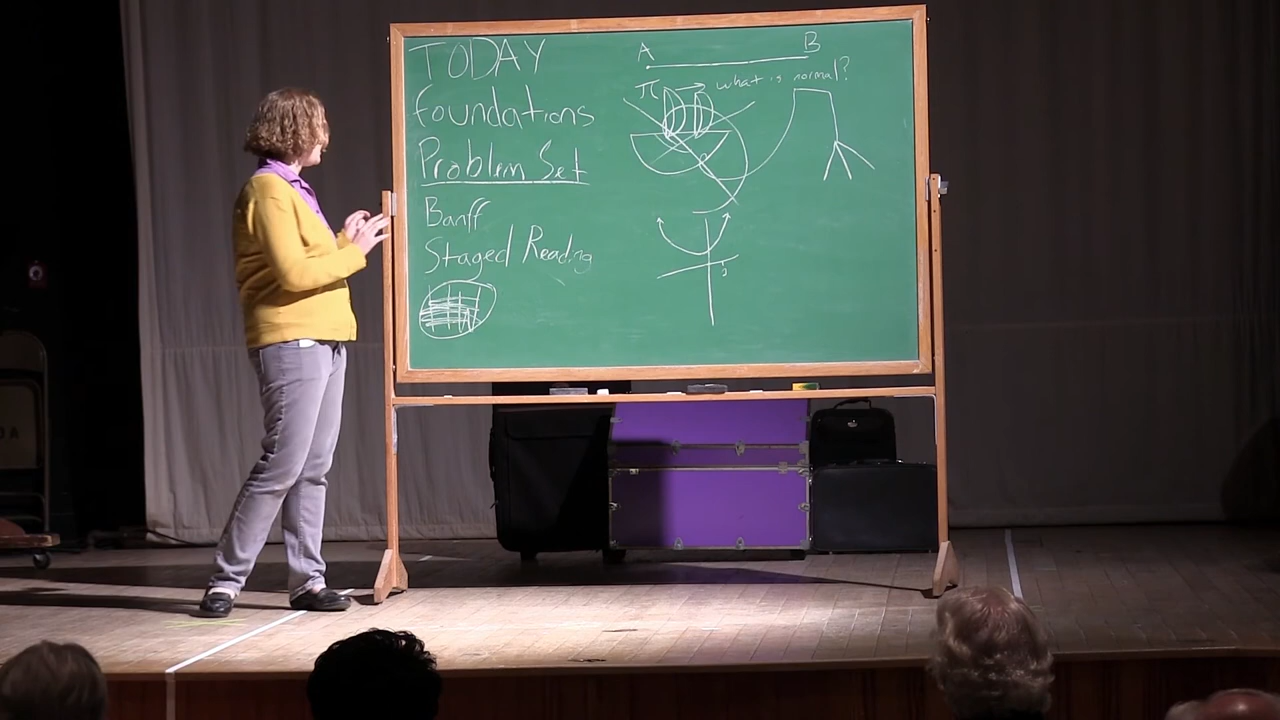 TODAY
foundations
Problem Set
Banff
Staged Reading
A B
π what is normal?